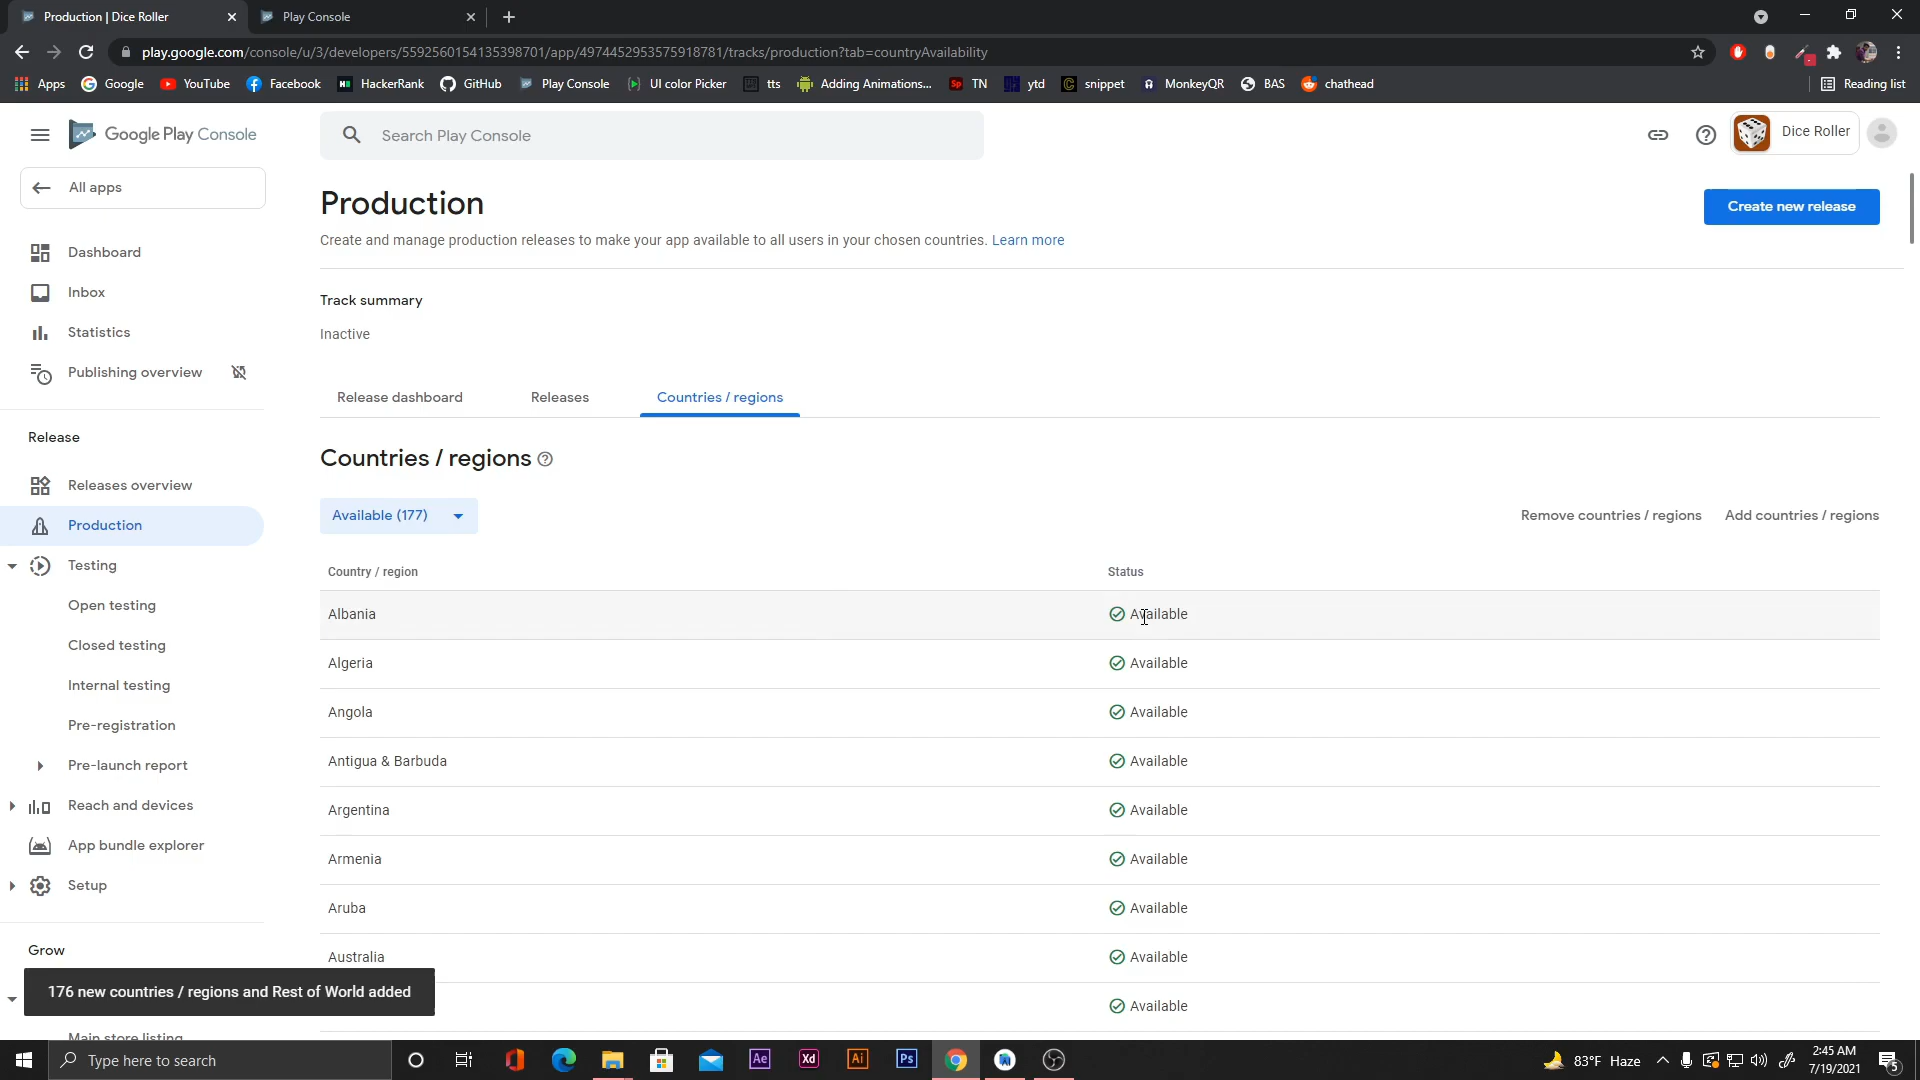 Production | Dice Roller
Play Console
play.google.com/console/u/3/developers/5592560154135398701/app/4974452953575918781/tracks/production?tab=countryAvailability
Apps Google YouTube Facebook HackerRank GitHub Play Console UI color Picker tts Adding Animations... TN ytd snippet MonkeyQR BAS chathead Reading list
Google Play Console
Search Play Console
Dice Roller
All apps
Production
Create new release
Create and manage production releases to make your app available to all users in your chosen countries. Learn more
Dashboard
Inbox
Statistics
Publishing overview
Track summary
Inactive
Release dashboard Releases Countries / regions
Release
Releases overview
Production
Testing
Open testing
Closed testing
Internal testing
Pre-registration
Pre-launch report
Reach and devices
App bundle explorer
Setup
Grow
Main store listing
Countries / regions
Available (177)
Remove countries / regions Add countries / regions
Country / region Status
Albania Available
Algeria Available
Angola Available
Antigua & Barbuda Available
Argentina Available
Armenia Available
Aruba Available
Australia Available
Available
176 new countries / regions and Rest of World added
Type here to search
Ae Xd Ai Ps
83°F Haze
2:45 AM
7/19/2021
5